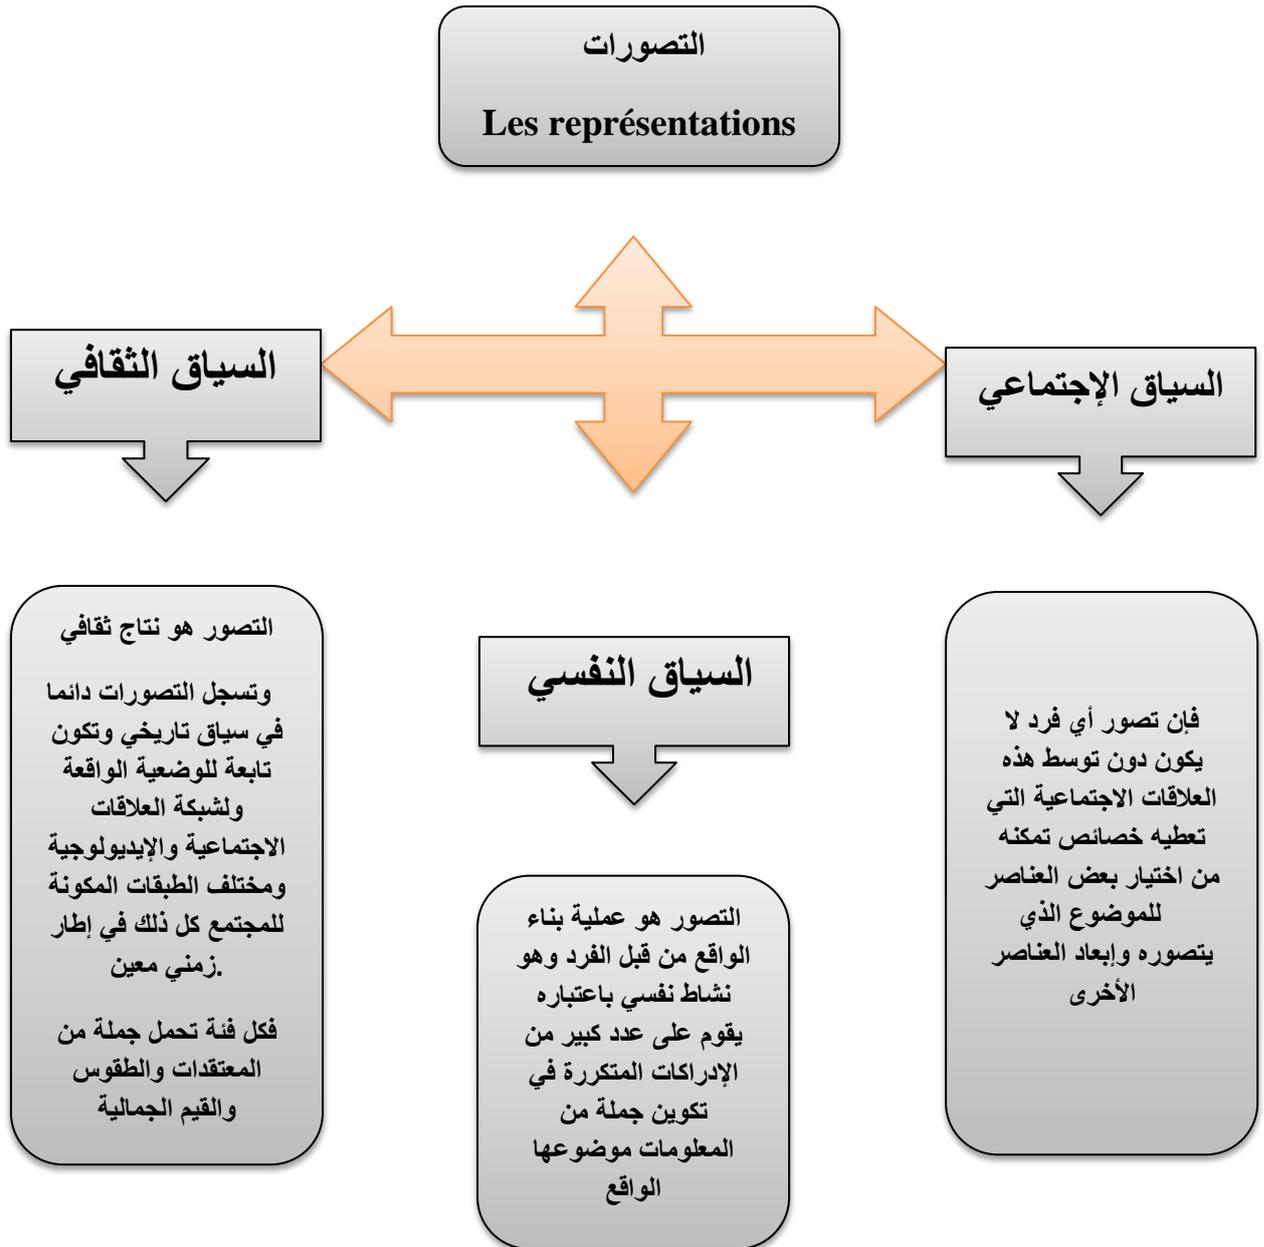 التصورات
Les représentations
السياق الإجتماعي
فإن تصور أي فرد لا
يكون دون توسط هذه
العلاقات الاجتماعية التي
تعطيه خصائص تمكنه
من اختيار بعض العناصر
للموضوع الذي
يتصوره وإبعاد العناصر
الأخرى
السياق النفسي
التصور هو عملية بناء
الواقع من قبل الفرد وهو
نشاط نفسي باعتباره
يقوم على عدد كبير من
الإدراكات المتكررة في
تكوين جملة من
المعلومات موضوعها
الواقع
السياق الثقافي
التصور هو نتاج ثقافي
وتسجل التصورات دائما
في سياق تاريخي وتكون
تابعة للوضعية الواقعة
ولشبكة العلاقات
الاجتماعية والإيديولوجية
ومختلف الطبقات المكونة
للمجتمع كل ذلك في إطار
.زمني معين
فكل فئة تحمل جملة من
المعتقدات والطقوس
والقيم الجمالية